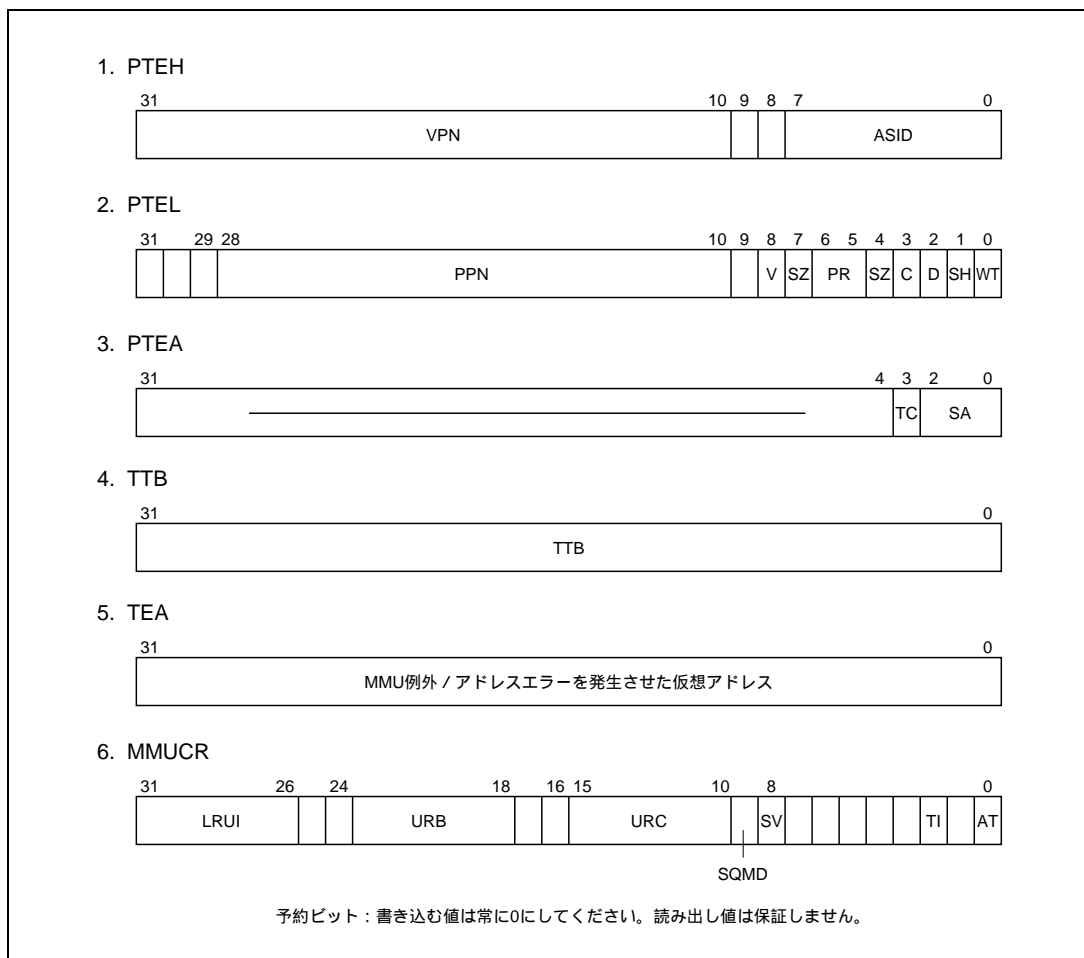 1. PTEH
31 10 9 8 7 0
VPN ASID
2. PTEL
31 29 28 10 9 8 7 6 5 4 3 2 1 0
PPN V SZ PR SZ C D SH WT
3. PTEA
31 4 3 2 0
TC SA
4. TTB
31 0
TTB
5. TEA
31 0
MMU例外 / アドレスエラーを発生させた仮想アドレス
6. MMUCR
31 26 24 18 16 15 10 8 0
LRUI URB URC SV TI AT
SQMD
予約ビット：書き込む値は常に0にしてください。読み出し値は保証しません。